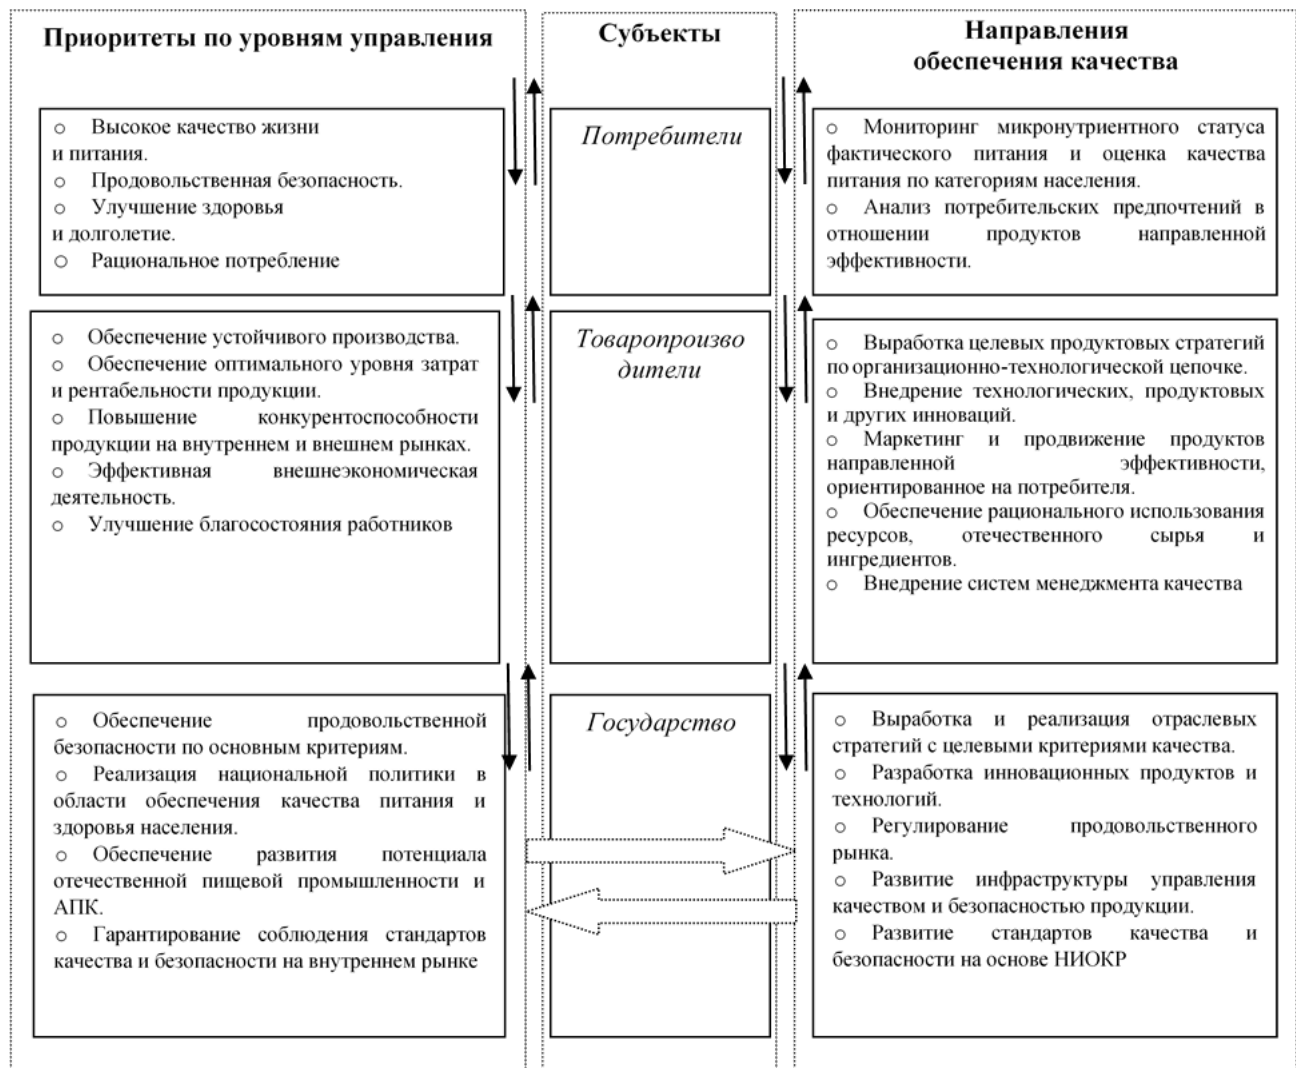 Приоритеты по уровням управления
Субъекты
Направления
обеспечения качества
o Высокое качество жизни
и питания.
o Продовольственная безопасность.
o Улучшение здоровья
и долголетие.
o Рациональное потребление
Потребители
o Мониторинг микронутриентного статуса
фактического питания и оценка качества
питания по категориям населения.
o Анализ потребительских предпочтений в
отношении продуктов направленной
эффективности.
o Обеспечение устойчивого производства.
o Обеспечение оптимального уровня затрат
и рентабельности продукции.
o Повышение конкурентоспособности
продукции на внутреннем и внешнем рынках.
o Эффективная внешнеэкономическая
деятельность.
o Улучшение благосостояния работников
Товаропроизво
дители
o Выработка целевых продуктовых стратегий
по организационно-технологической цепочке.
o Внедрение технологических, продуктовых
и других инноваций.
o Маркетинг и продвижение продуктов
направленной эффективности,
ориентированное на потребителя.
o Обеспечение рационального использования
ресурсов, отечественного сырья и
ингредиентов.
o Внедрение систем менеджмента качества
o Обеспечение продовольственной
безопасности по основным критериям.
o Реализация национальной политики в
области обеспечения качества питания и
здоровья населения.
o Обеспечение развития потенциала
отечественной пищевой промышленности и
АПК.
o Гарантирование соблюдения стандартов
качества и безопасности на внутреннем рынке
Государство
o Выработка и реализация отраслевых
стратегий с целевыми критериями качества.
o Разработка инновационных продуктов и
технологий.
o Регулирование продовольственного
рынка.
o Развитие инфраструктуры управления
качеством и безопасностью продукции.
o Развитие стандартов качества и
безопасности на основе НИОКР